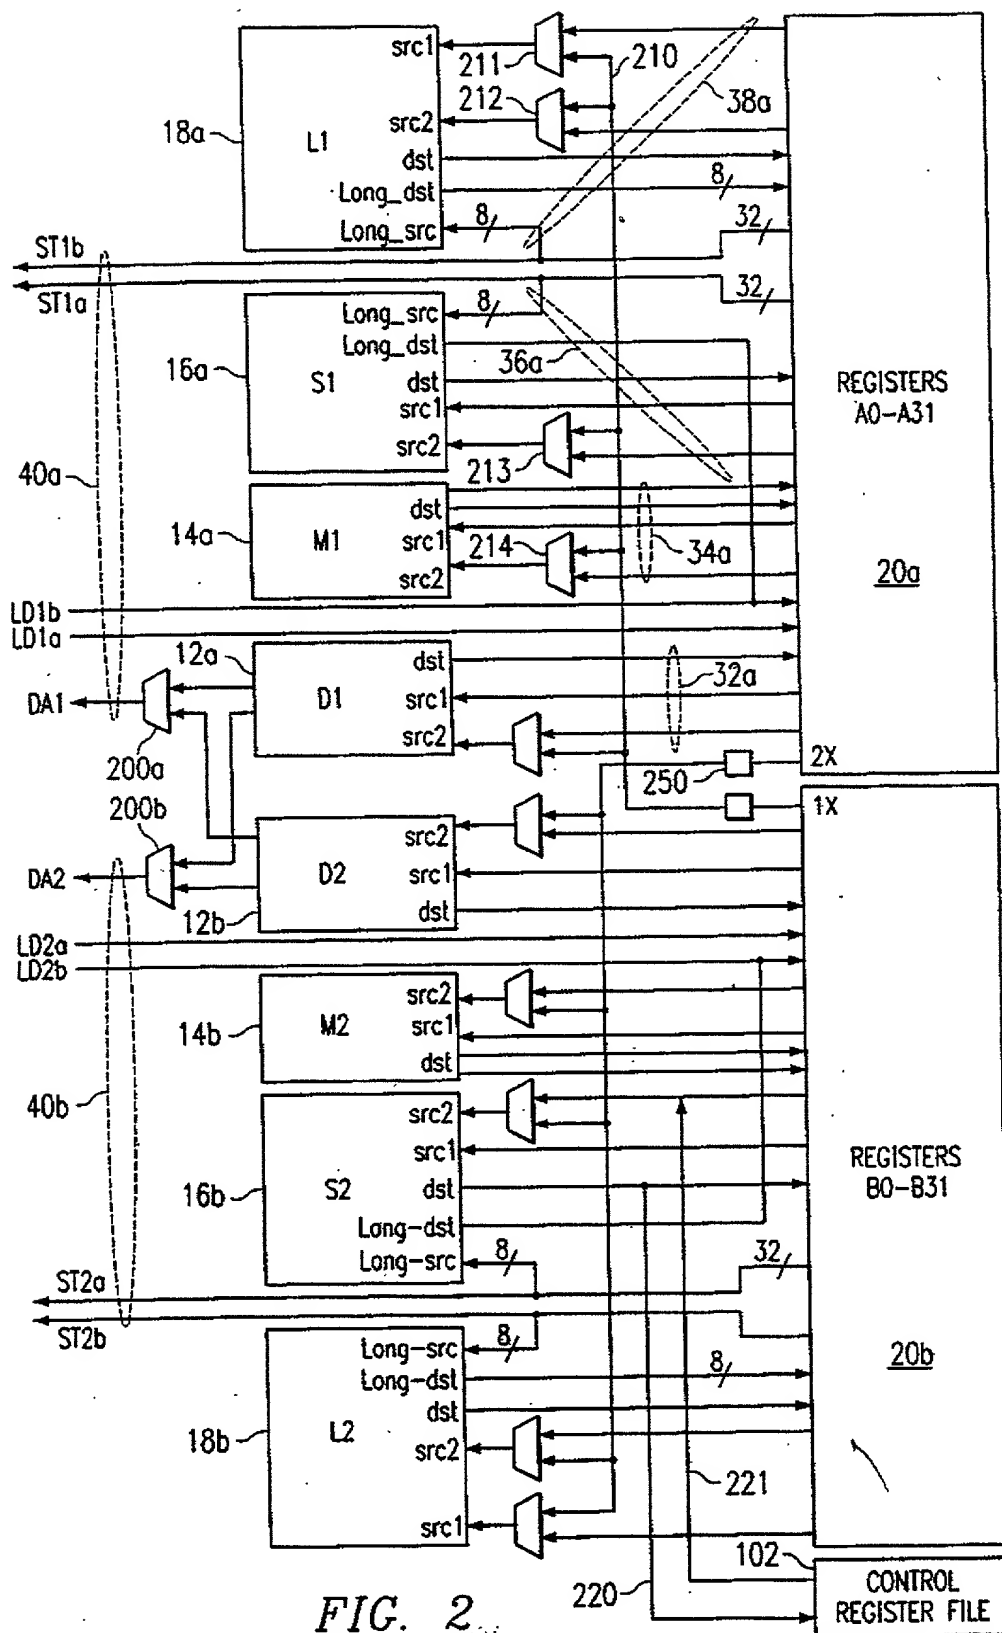 src1
211
210
38a
212
18a
L1
src2
dst
8
Long_dst
8
Long_src
32
ST1b
ST1a
32
8
Long_src
Long_dst
36a
16a
S1
dst
src1
REGISTERS
A0-A31
src2
213
40a
dst
14a
M1
src1
214
34a
src2
20a
LD1b
LD1a
12a
dst
32a
DA1
D1
src1
src2
200a
2X
250
200b
1X
src2
DA2
D2
src1
dst
12b
LD2a
LD2b
src2
14b
M2
src1
dst
40b
src2
src1
REGISTERS
B0-B31
16b
S2
dst
Long-dst
Long-src
8
32
ST2a
ST2b
8
Long-src
8
Long-dst
20b
dst
18b
L2
src2
221
src1
102
220
CONTROL
REGISTER FILE
FIG. 2